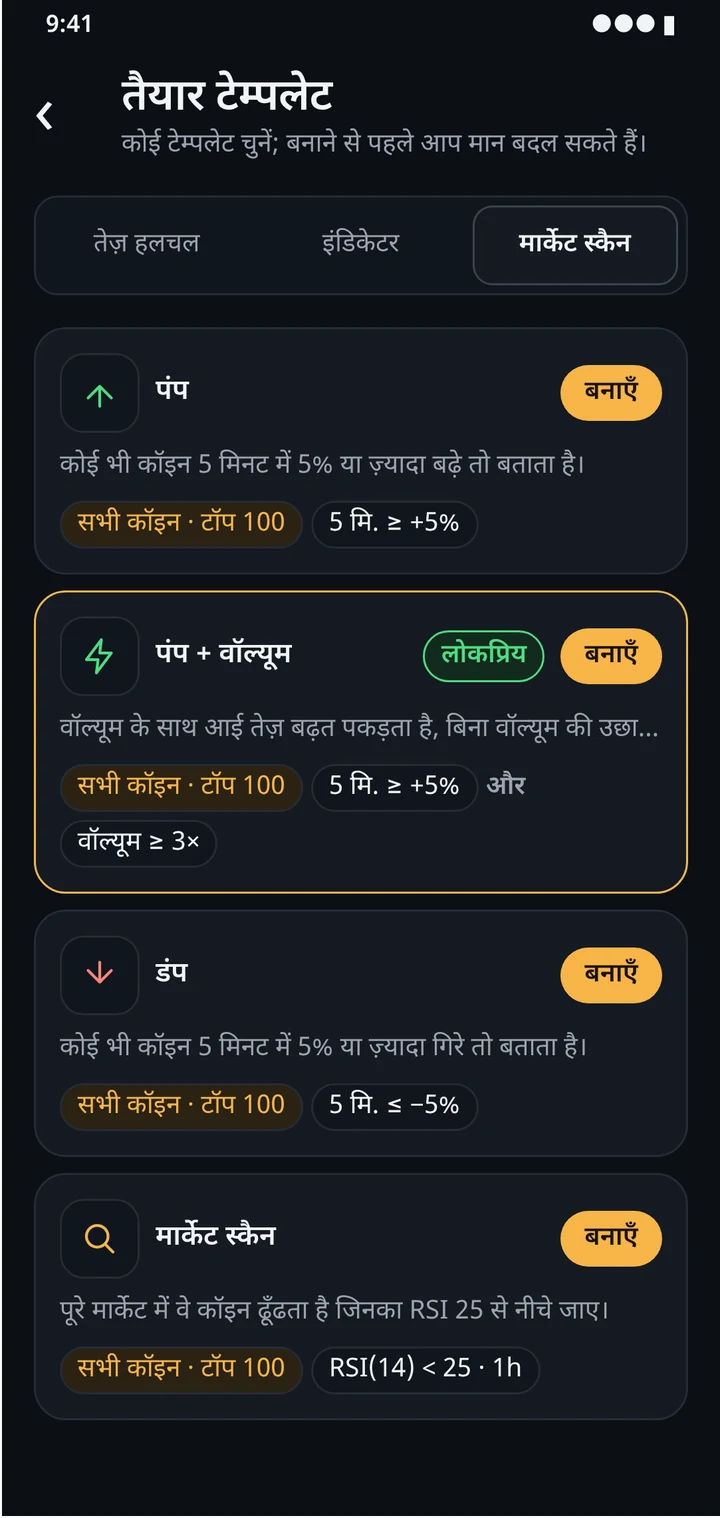 9:41
तैयार टेम्पलेट
कोई टेम्पलेट चुनें; बनाने से पहले आप मान बदल सकते हैं।
तेज़ हलचल इंडिकेटर मार्केट स्कैन
पंप बनाएँ
कोई भी कॉइन 5 मिनट में 5% या ज़्यादा बढ़े तो बताता है।
सभी कॉइन · टॉप 100 5 मि. ≥ +5%
पंप + वॉल्यूम लोकप्रिय बनाएँ
वॉल्यूम के साथ आई तेज़ बढ़त पकड़ता है, बिना वॉल्यूम की उछा...
सभी कॉइन · टॉप 100 5 मि. ≥ +5% और
वॉल्यूम ≥ 3×
डंप बनाएँ
कोई भी कॉइन 5 मिनट में 5% या ज़्यादा गिरे तो बताता है।
सभी कॉइन · टॉप 100 5 मि. ≤ −5%
मार्केट स्कैन बनाएँ
पूरे मार्केट में वे कॉइन ढूँढता है जिनका RSI 25 से नीचे जाए।
सभी कॉइन · टॉप 100 RSI(14) < 25 · 1h